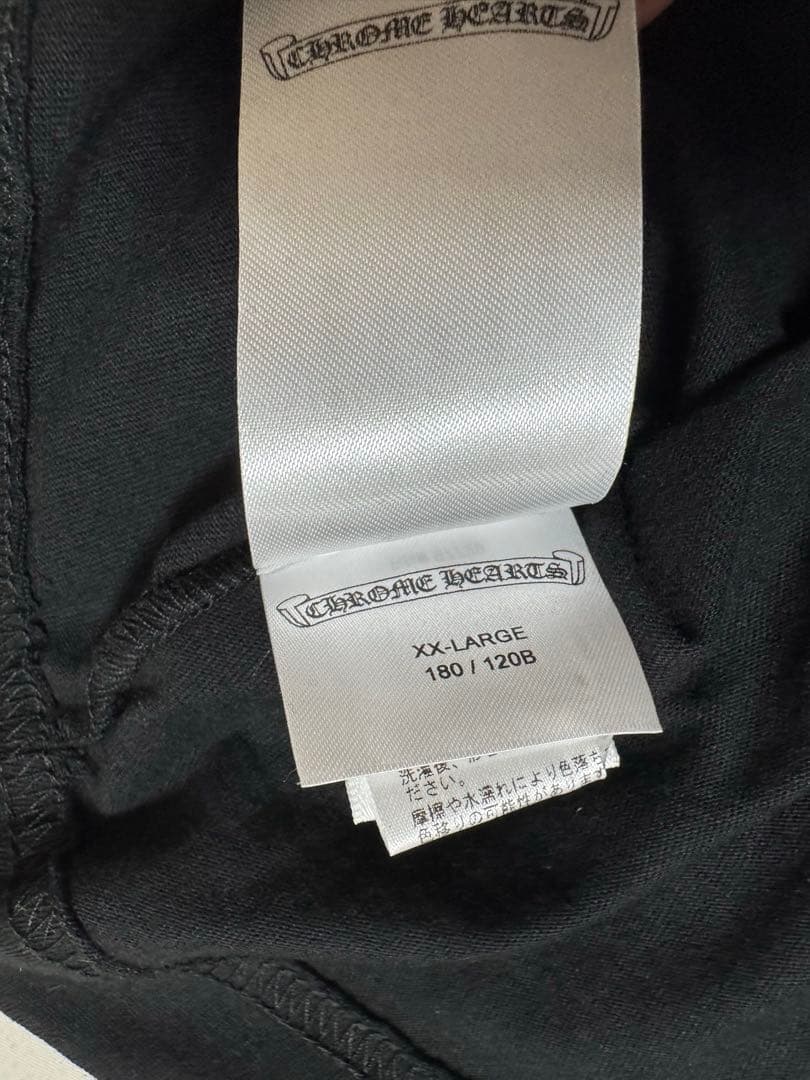 CHROME HEARTS
CHROME HEARTS
XX-LARGE
180 / 120B
洗濯後、
ださい。
摩擦や水濡れにより色落ち
色移りの可能性があります